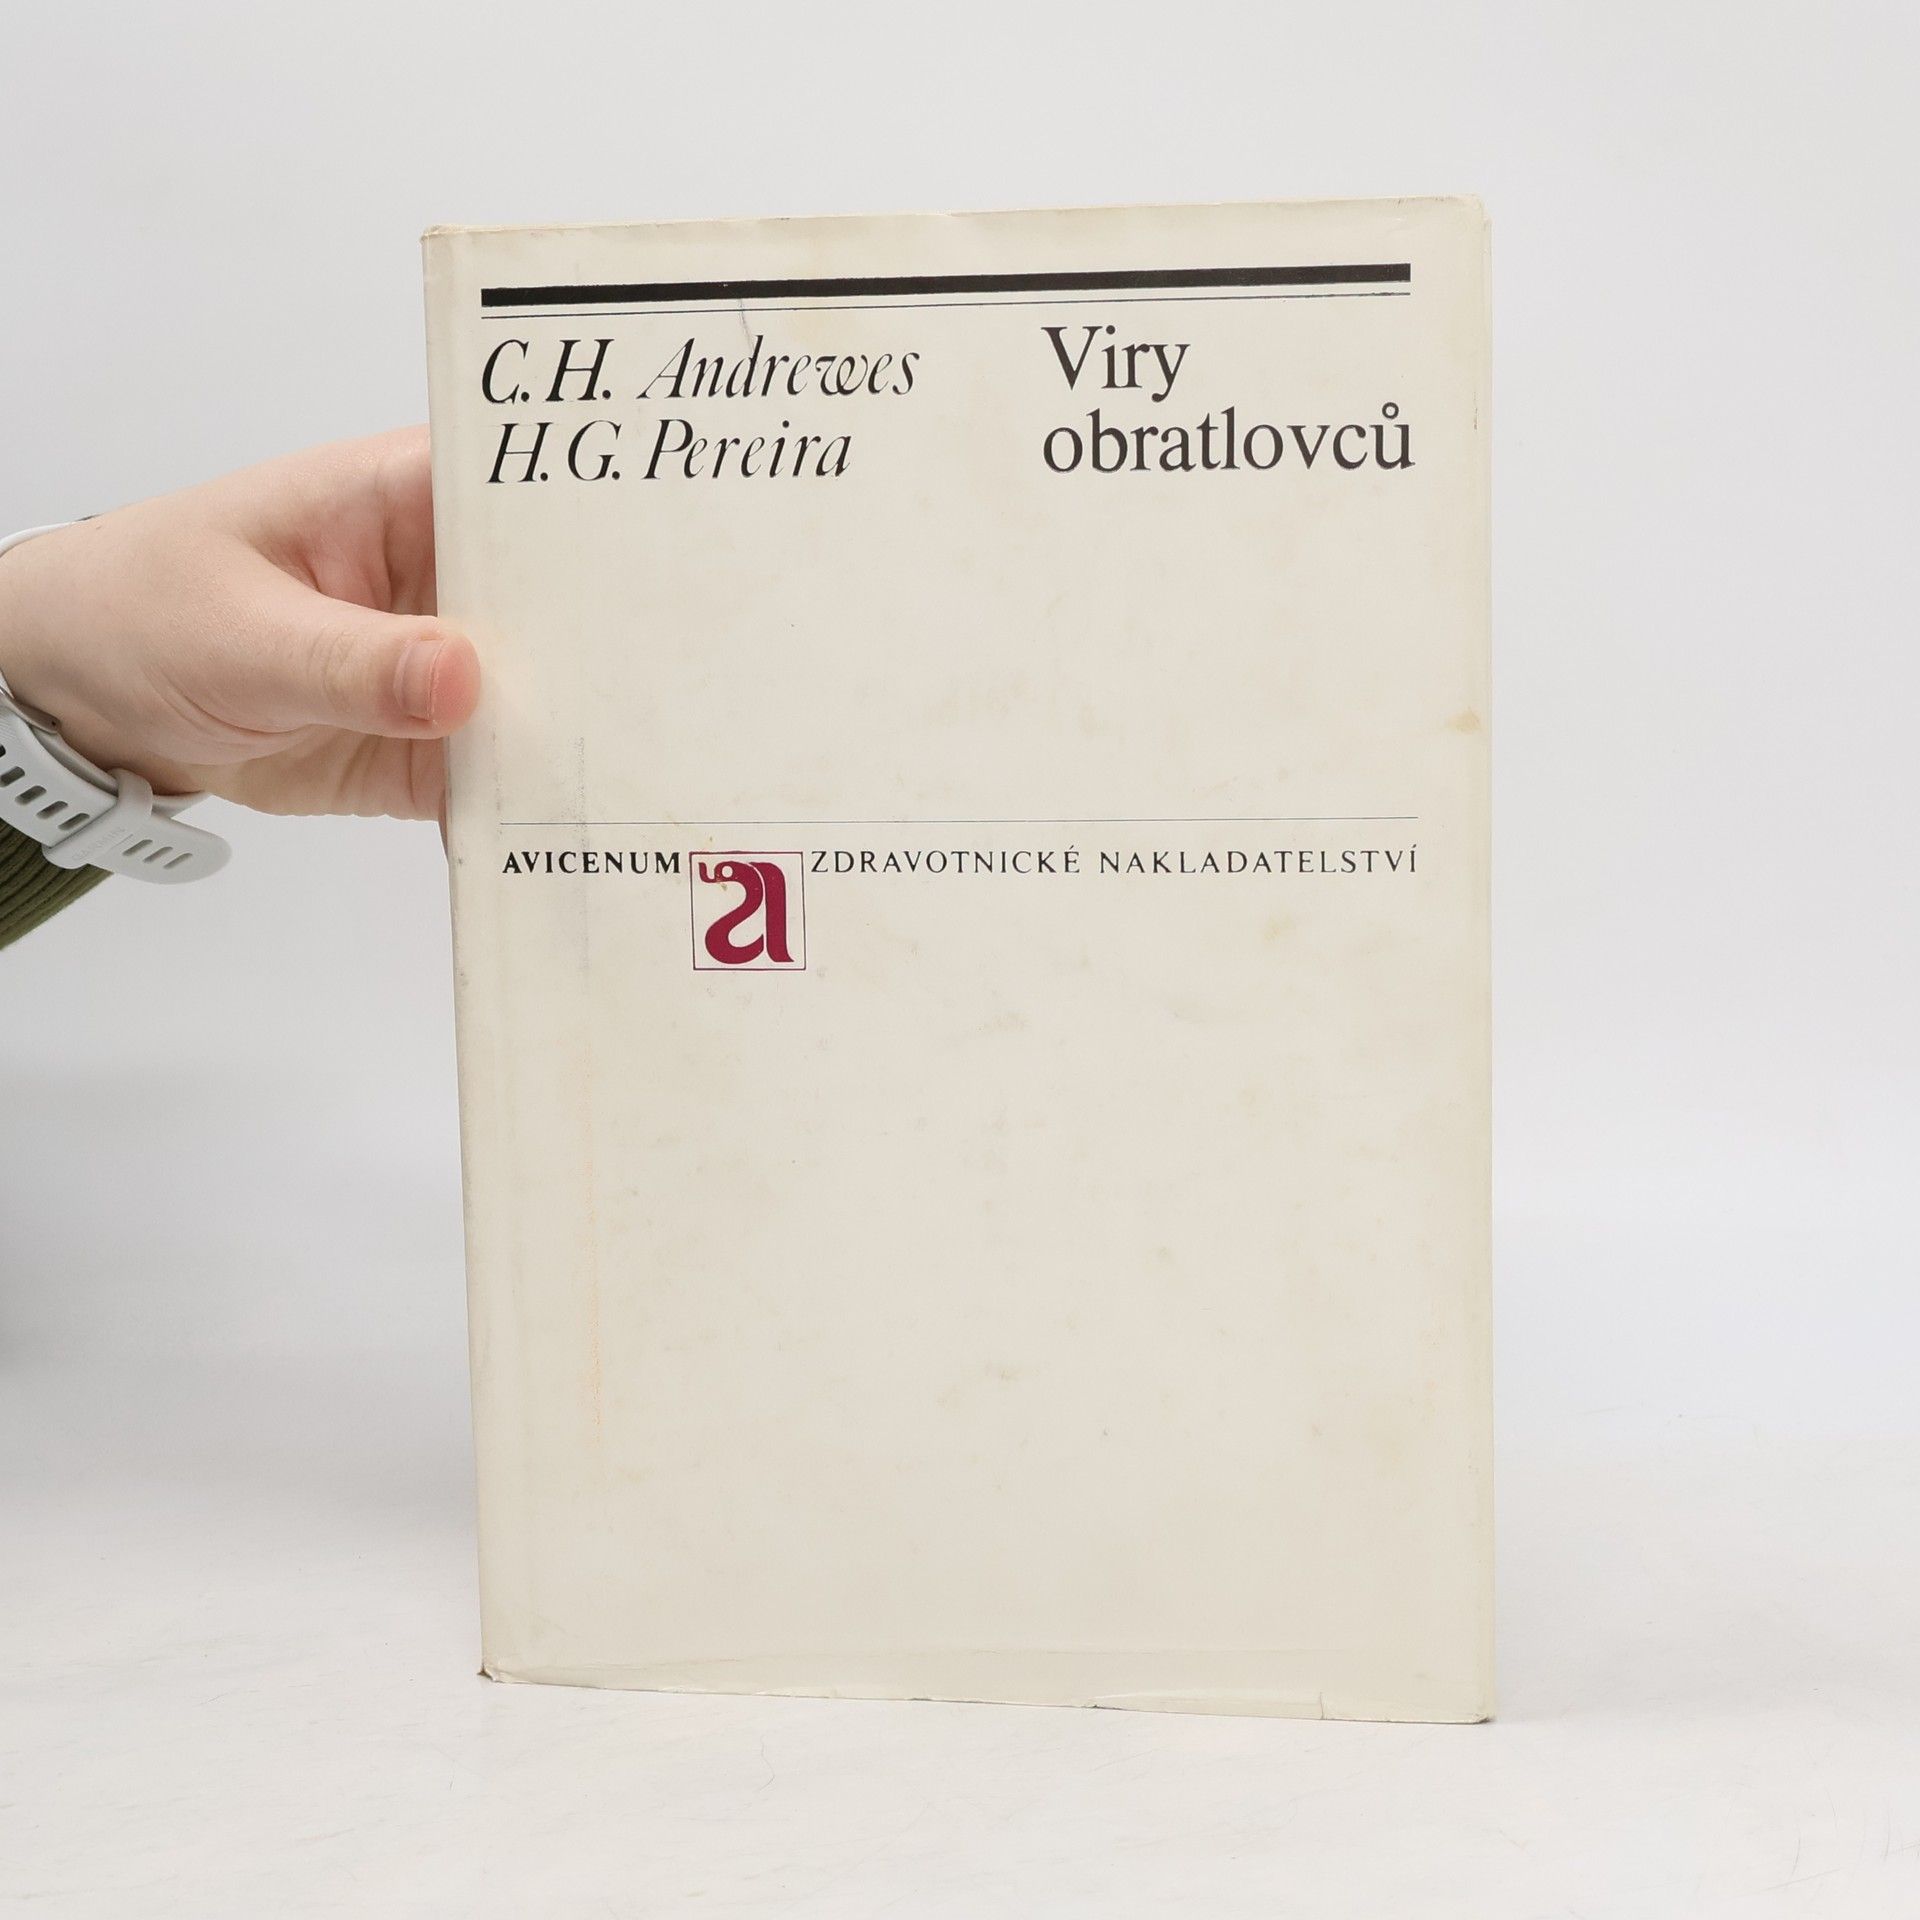 C. H. Andrewes
H. G. Pereira
Viry
obratlovců
AVICENUM
ZDRAVOTNICKÉ NAKLADATELSTVÍ